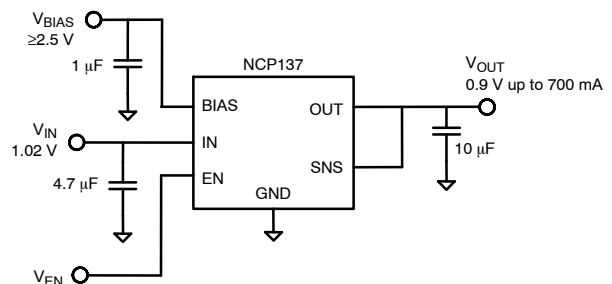 VBIAS
≥2.5 V
1 μF
NCP137
VOUT
0.9 V up to 700 mA
BIAS
OUT
VIN
1.02 V
IN
10 μF
4.7 μF
EN
SNS
GND
VEN